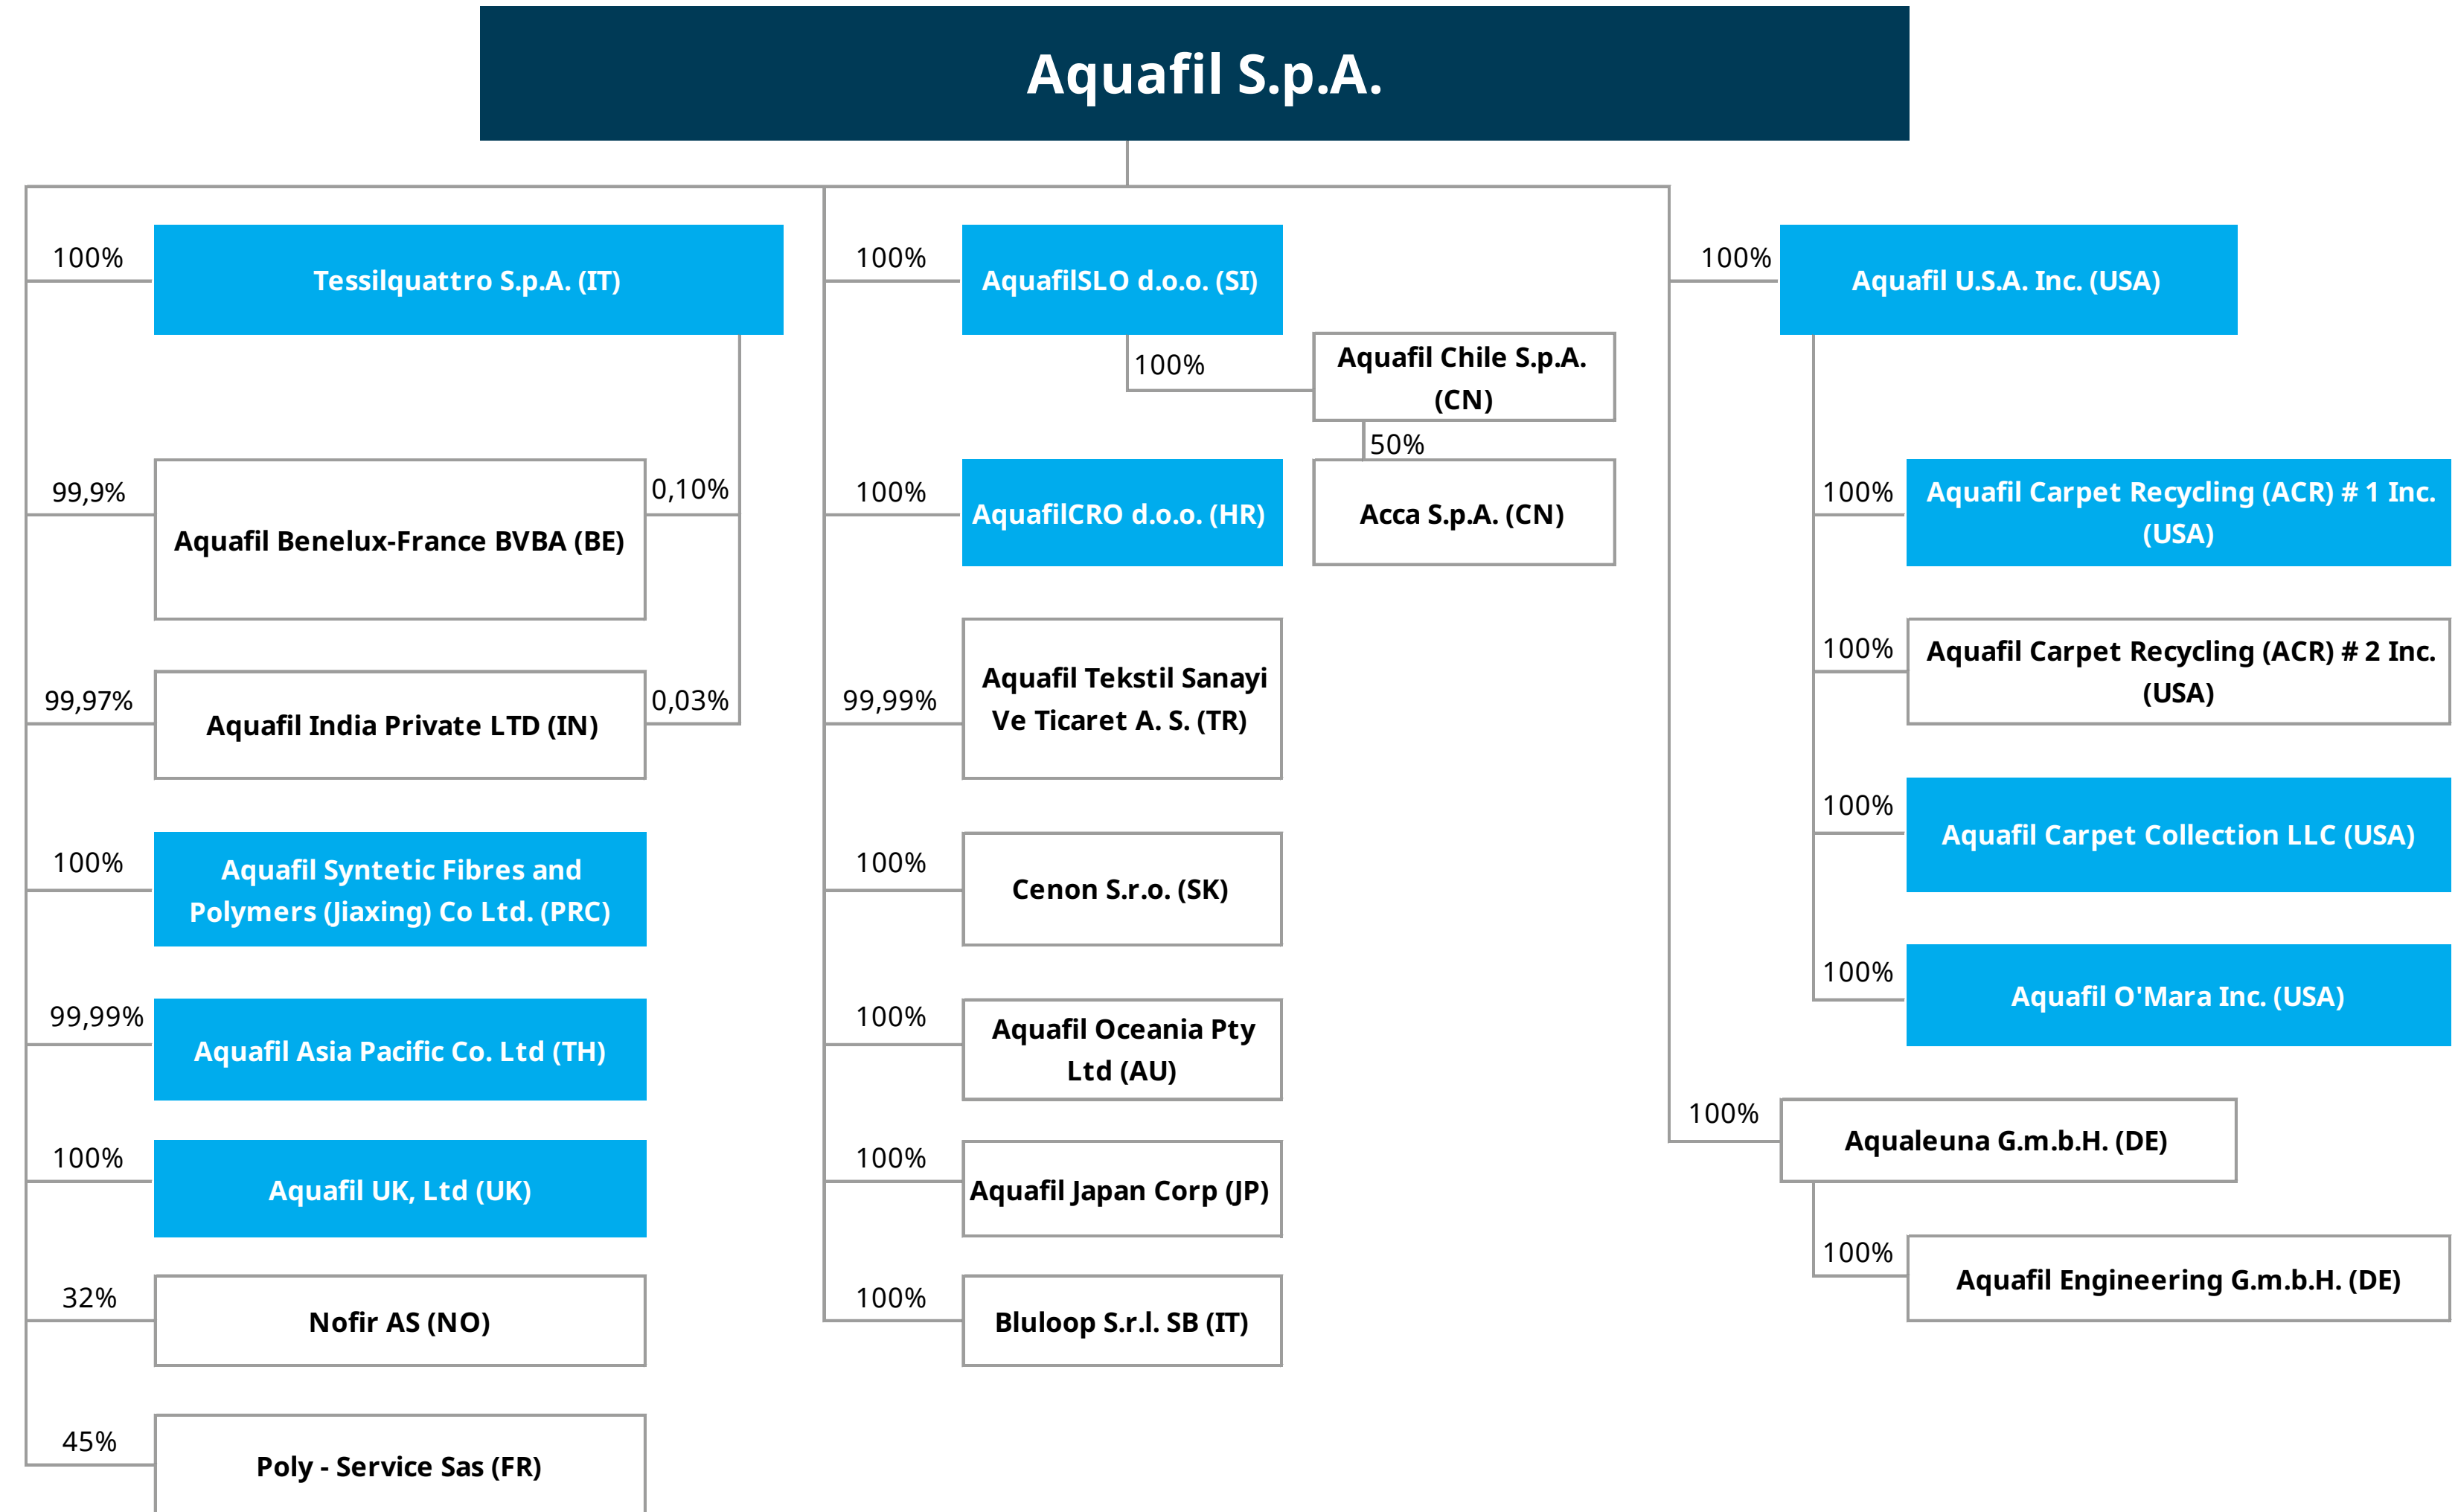 Aquafil S.p.A.
100%
Tessilquattro S.p.A. (IT)
99,9%
Aquafil Benelux-France BVBA (BE)
0,10%
99,97%
Aquafil India Private LTD (IN)
0,03%
100%
Aquafil Syntetic Fibres and
Polymers (Jiaxing) Co Ltd. (PRC)
99,99%
Aquafil Asia Pacific Co. Ltd (TH)
100%
Aquafil UK, Ltd (UK)
32%
Nofir AS (NO)
45%
Poly - Service Sas (FR)
100%
AquafilSLO d.o.o. (SI)
100%
Aquafil Chile S.p.A.
(CN)
50%
Acca S.p.A. (CN)
100%
AquafilCRO d.o.o. (HR)
99,99%
Aquafil Tekstil Sanayi
Ve Ticaret A. S. (TR)
100%
Cenon S.r.o. (SK)
100%
Aquafil Oceania Pty
Ltd (AU)
100%
Aquafil Japan Corp (JP)
100%
Bluloop S.r.l. SB (IT)
100%
Aquafil U.S.A. Inc. (USA)
100%
Aquafil Carpet Recycling (ACR) # 1 Inc.
(USA)
100%
Aquafil Carpet Recycling (ACR) # 2 Inc.
(USA)
100%
Aquafil Carpet Collection LLC (USA)
100%
Aquafil O'Mara Inc. (USA)
100%
Aqualeuna G.m.b.H. (DE)
100%
Aquafil Engineering G.m.b.H. (DE)